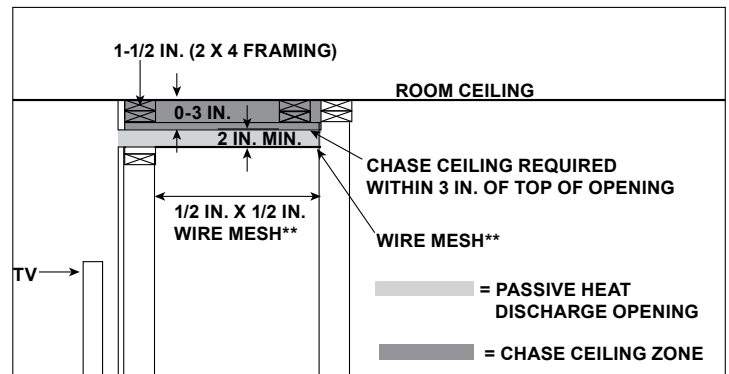 1-1/2 IN. (2 X 4 FRAMING)
ROOM CEILING
0-3 IN.
2 IN. MIN.
CHASE CEILING REQUIRED
WITHIN 3 IN. OF TOP OF OPENING
1/2 IN. X 1/2 IN.
WIRE MESH**
WIRE MESH**
TV
= PASSIVE HEAT
DISCHARGE OPENING
= CHASE CEILING ZONE